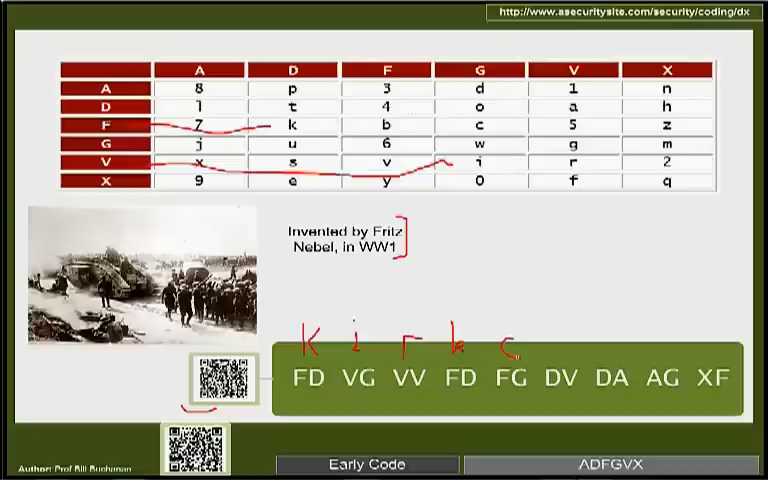 http://www.asecuritysite.com/security/coding/dx
A D F G V X
A 8 p 3 d 1 n
D l t 4 o a h
F 7 k b c 5 z
G j u 6 w g m
V x s v i r 2
X 9 e y 0 f q
Invented by Fritz
Nebel, in WW1
K i r k c
FD VG VV FD FG DV DA AG XF
Author: Prof Bill Buchanan
Early Code
ADFGVX